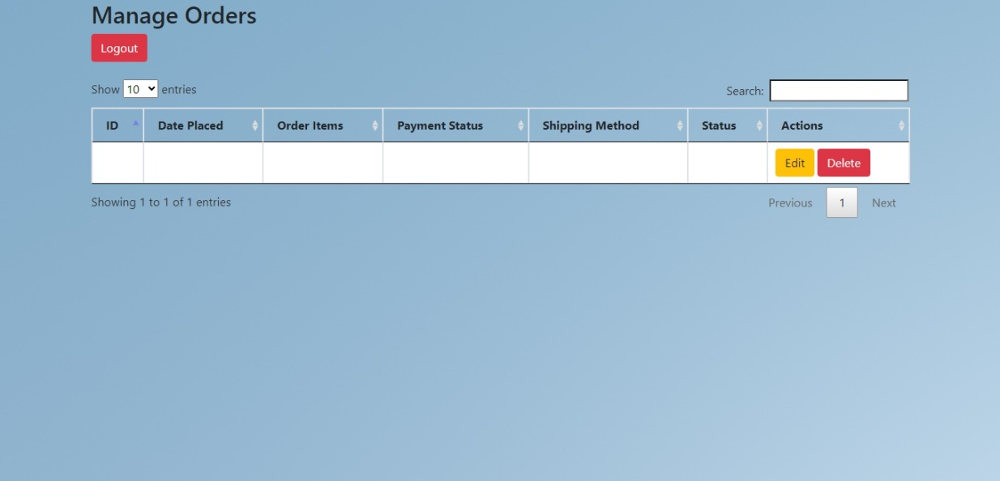 Manage Orders
Logout
Show 10 entries
Search:
ID Date Placed Order Items Payment Status Shipping Method Status Actions
Edit Delete
Showing 1 to 1 of 1 entries
Previous 1 Next